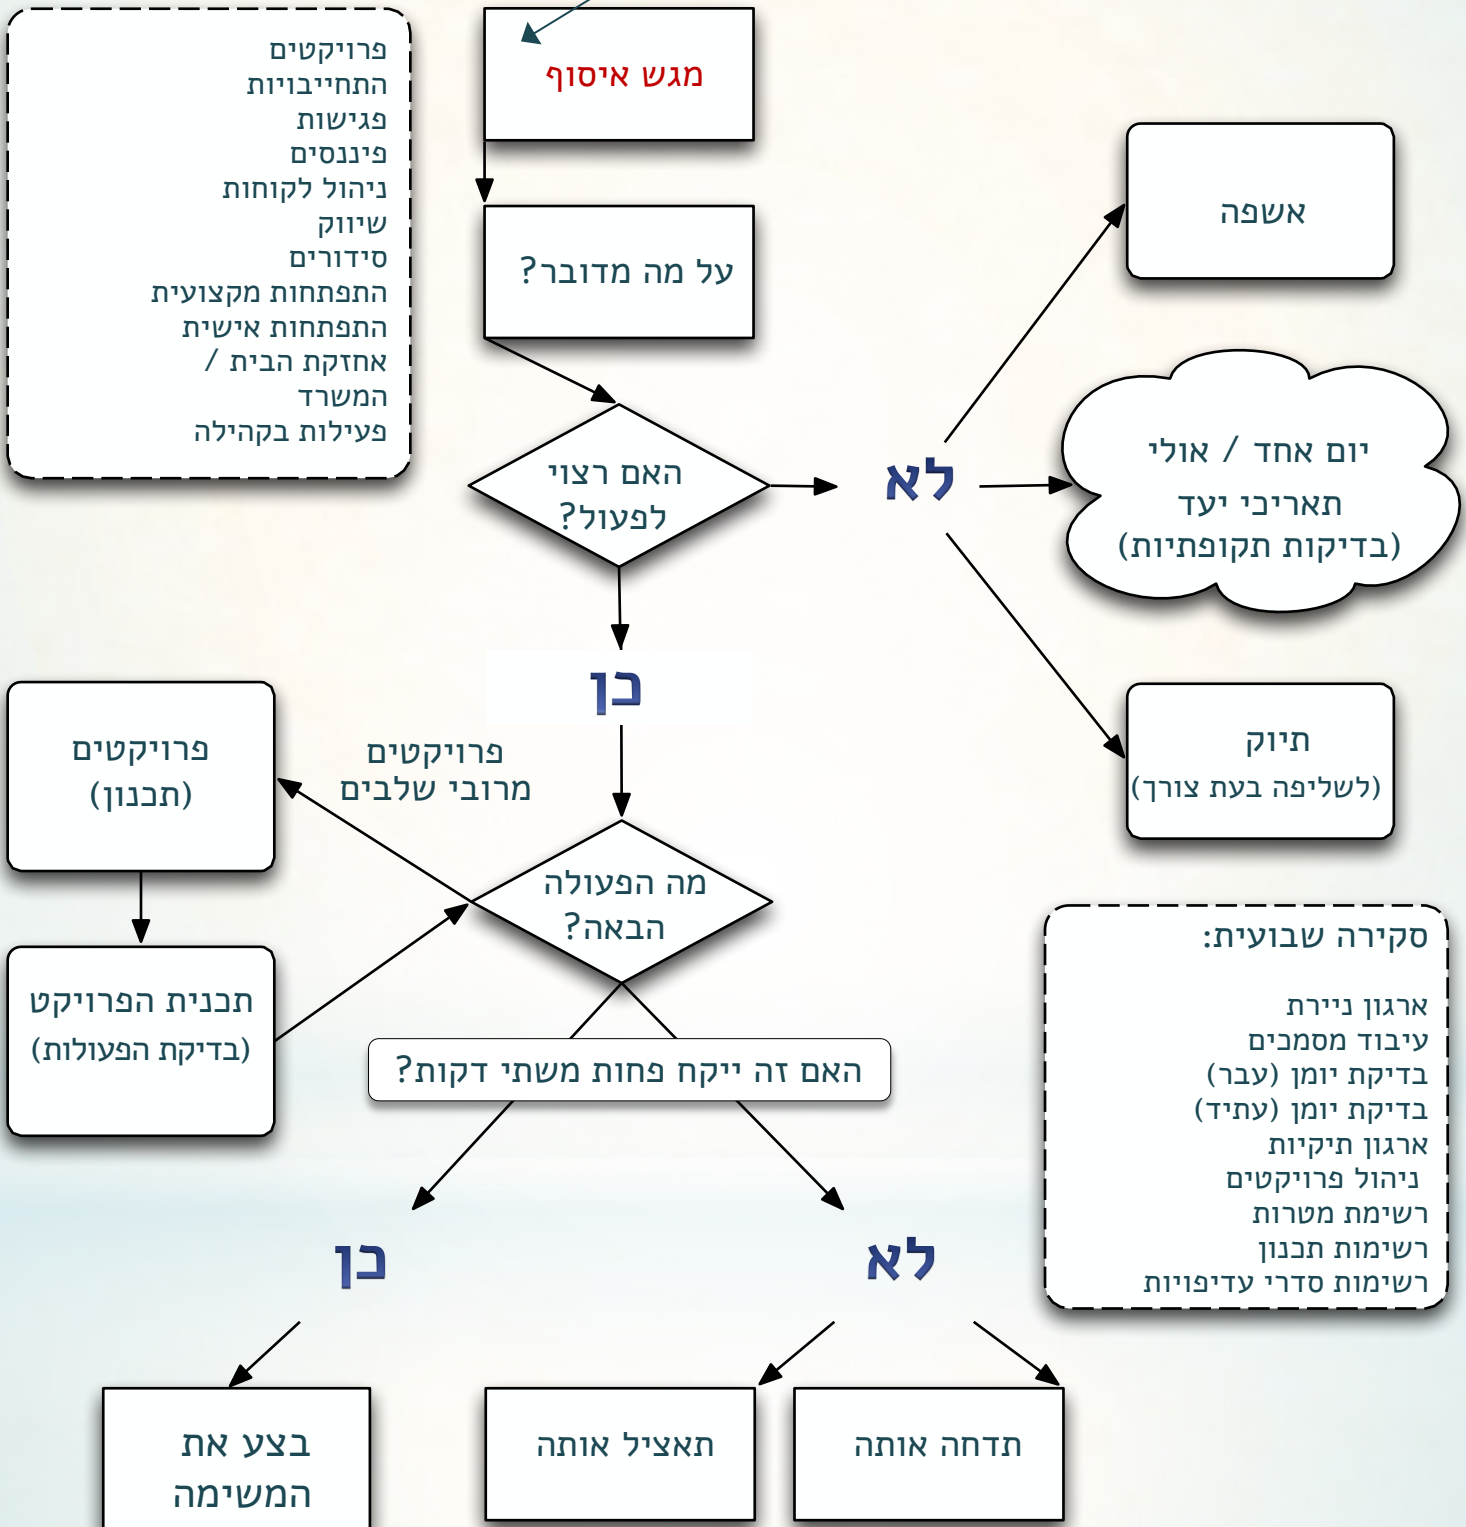 פרויקטים
התחייבויות
פגישות
פיננסים
ניהול לקוחות
שיווק
סידורים
התפתחות מקצועית
התפתחות אישית
אחזקת הבית /
המשרד
פעילות בקהילה
מגש איסוף
על מה מדובר?
האם רצוי
לפעול?
לא
אשפה
יום אחד / אולי
תאריכי יעד
(בדיקות תקופתיות)
תיוק
(לשליפה בעת צורך)
כן
פרויקטים
מרובי שלבים
פרויקטים
(תכנון)
תכנית הפרויקט
(בדיקת הפעולות)
מה הפעולה
הבאה?
האם זה ייקח פחות משתי דקות?
סקירה שבועית:
ארגון ניירת
עיבוד מסמכים
בדיקת יומן (עבר)
בדיקת יומן (עתיד)
ארגון תיקיות
ניהול פרויקטים
רשימת מטרות
רשימות תכנון
רשימות סדרי עדיפויות
כן
לא
בצע את
המשימה
תאציל אותה
תדחה אותה